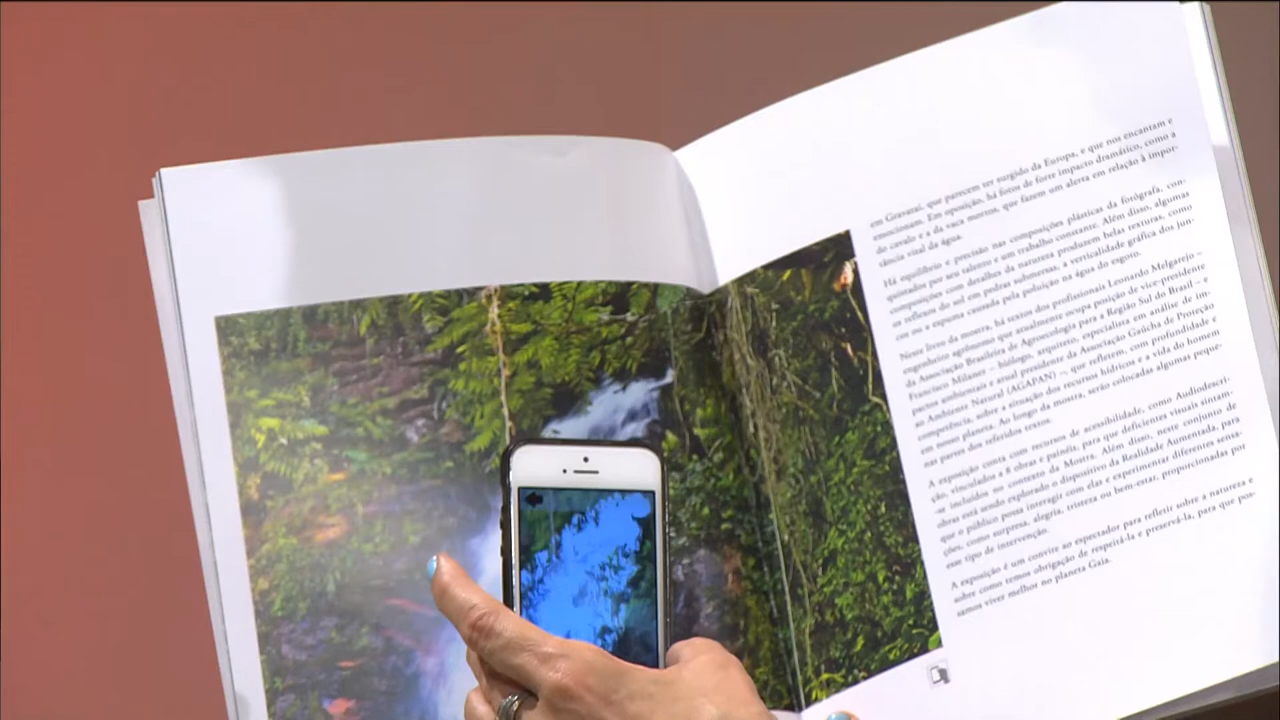 em Gravataí, que parecem ter surgido da Europa, e que nos encantam e
emocionam. Em oposição, há fotos de forte impacto dramático, como a
do cavalo e a da vaca mortos, que fazem um alerta em relação à impor-
tância vital da água.
Há equilíbrio e precisão nas composições plásticas da fotógrafa, con-
quistados por seu talento e um trabalho constante. Além disso, algumas
composições com detalhes da natureza produzem belas texturas, como
os reflexos do sol em pedras submersas, a verticalidade gráfica dos jun-
cos ou a espuma causada pela poluição na água do esgoto.
Neste livro da mostra, há textos dos profissionais Leonardo Melgarejo –
engenheiro agrônomo que atualmente ocupa posição de vice-presidente
da Associação Brasileira de Agroecologia para a Região Sul do Brasil – e
Francisco Milanes – biólogo, arquiteto, especialista em análise de im-
pactos ambientais e atual presidente da Associação Gaúcha de Proteção
ao Ambiente Natural (AGAPAN) –, que refletem, com profundidade e
competência, sobre a situação dos recursos hídricos e a vida do homem
em nosso planeta. Ao longo da mostra, serão colocadas algumas peque-
nas partes dos referidos textos.
A exposição conta com recursos de acessibilidade, como Audiodescri-
ção, vinculados a 8 obras e painéis, para que deficientes visuais sintam-
-se incluídos no contexto da Mostra. Além disso, neste conjunto de
obras está sendo explorado o dispositivo da Realidade Aumentada, para
que o público possa interagir com elas e experimentar diferentes sensa-
ções, como surpresa, alegria, tristeza ou bem-estar, proporcionadas por
esse tipo de intervenção.
A exposição é um convite ao espectador para refletir sobre a natureza e
sobre como temos obrigação de respeitá-la e preservá-la, para que pos-
samos viver melhor no planeta Gaia.